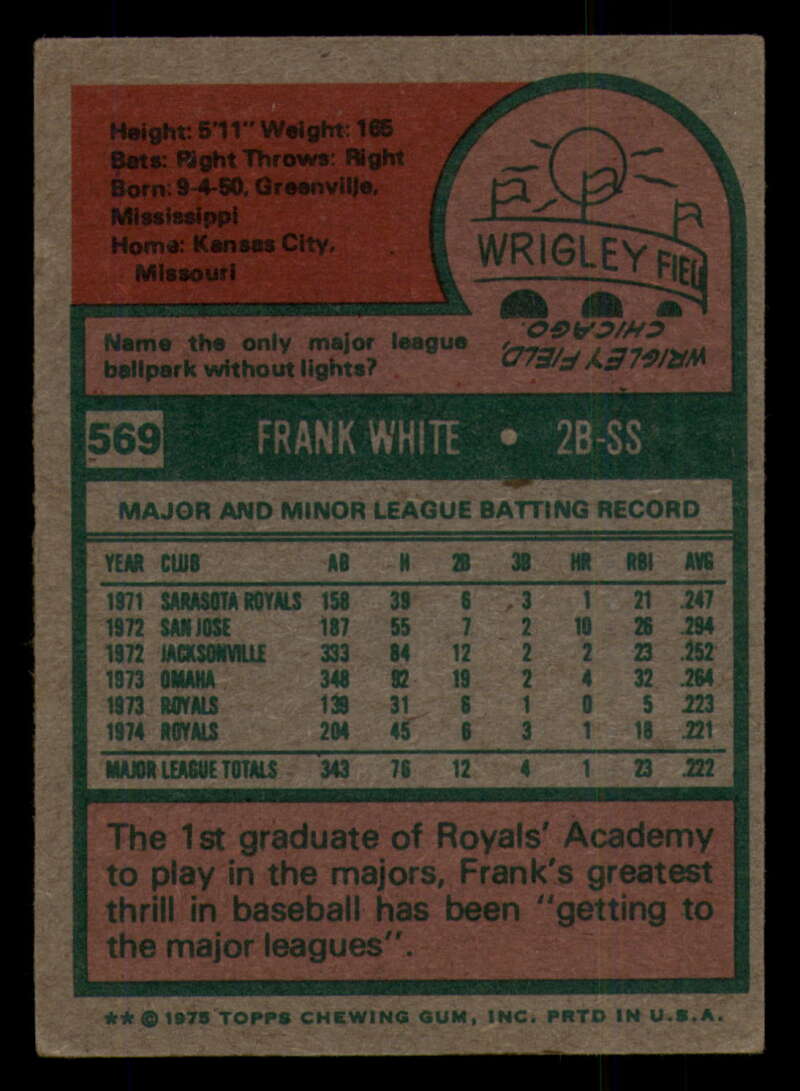 Height: 5'11" Weight: 165
Bats: Right Throws: Right
Born: 9-4-50, Greenville,
Mississippi
Home: Kansas City,
Missouri
WRIGLEY FIELD
Name the only major league
ballpark without lights?
WRIGLEY FIELD,
CHICAGO.
569 FRANK WHITE • 2B-SS
MAJOR AND MINOR LEAGUE BATTING RECORD
YEAR CLUB AB H 2B 3B HR RBI AVG
1971 SARASOTA ROYALS 158 39 6 3 1 21 .247
1972 SAN JOSE 187 55 7 2 10 26 .294
1972 JACKSONVILLE 333 84 12 2 2 23 .252
1973 OMAHA 348 92 19 2 4 32 .264
1973 ROYALS 139 31 6 1 0 5 .223
1974 ROYALS 204 45 6 3 1 18 .221
MAJOR LEAGUE TOTALS 343 76 12 4 1 23 .222
The 1st graduate of Royals' Academy
to play in the majors, Frank's greatest
thrill in baseball has been "getting to
the major leagues".
** © 1975 TOPPS CHEWING GUM, INC. PRTD IN U.S.A.